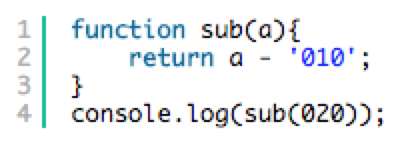 1 function sub(a){
2     return a - '010';
3 }
4 console.log(sub(020));